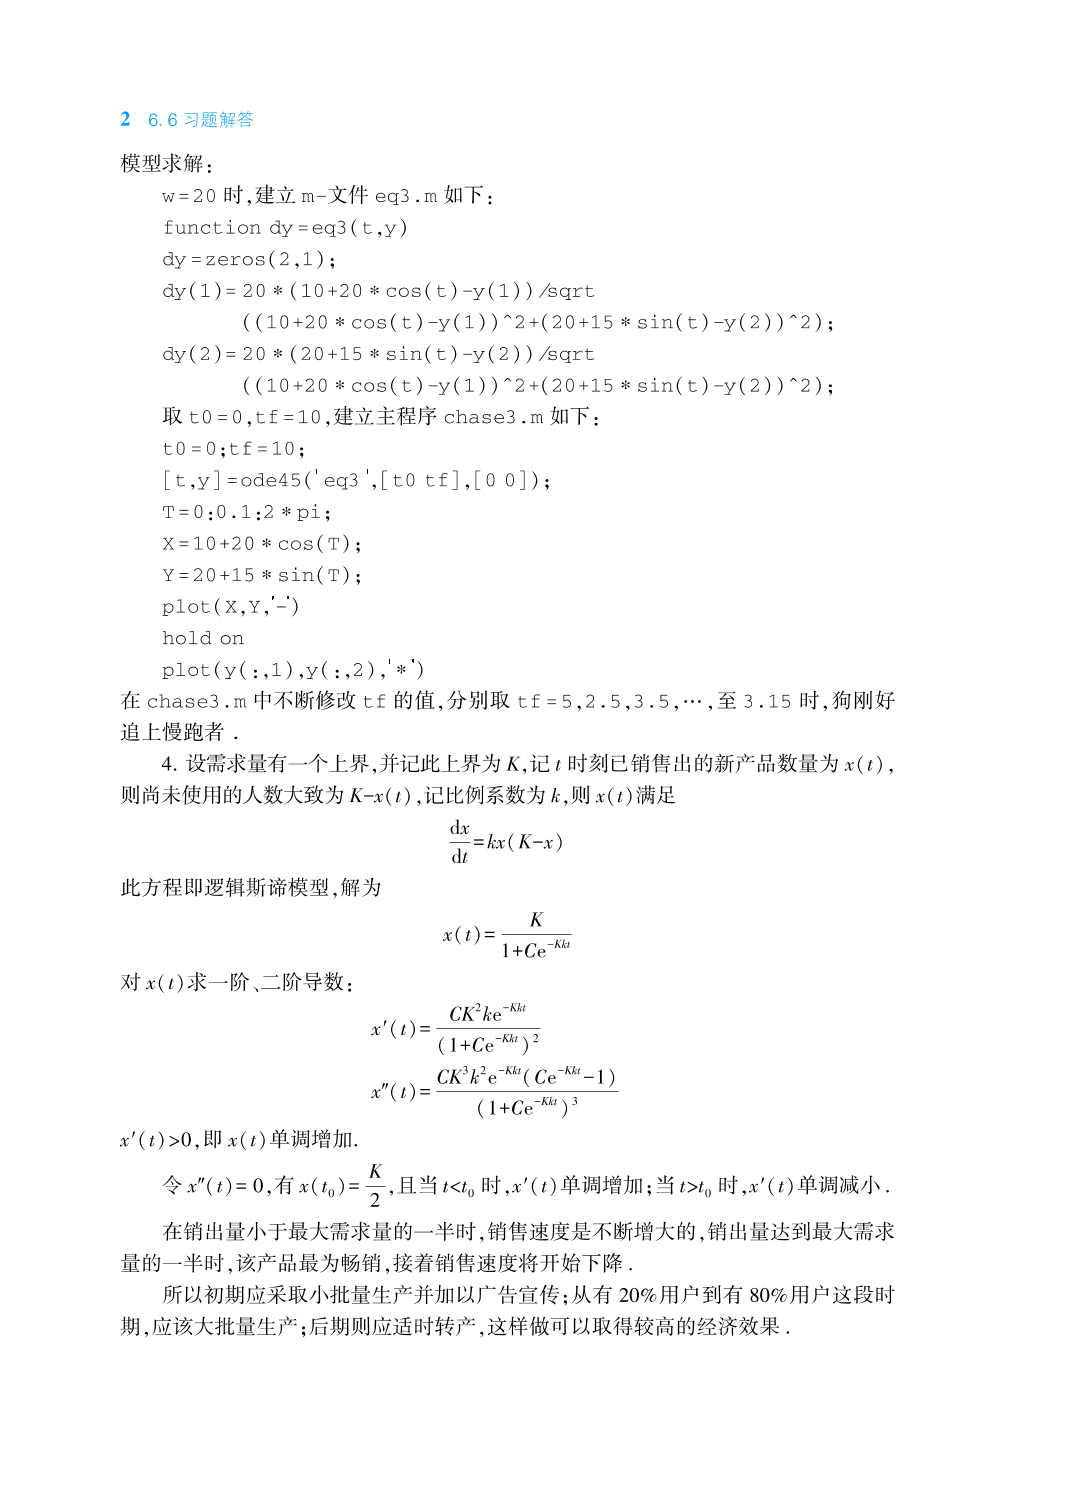 2 6.6 习题解答
模型求解:
w=20 时,建立 m-文件 eq3.m 如下:
function dy=eq3(t,y)
dy=zeros(2,1);
dy(1)=20*(10+20*cos(t)-y(1))/sqrt
((10+20*cos(t)-y(1))^2+(20+15*sin(t)-y(2))^2);
dy(2)=20*(20+15*sin(t)-y(2))/sqrt
((10+20*cos(t)-y(1))^2+(20+15*sin(t)-y(2))^2);
取 t0=0,tf=10,建立主程序 chase3.m 如下:
t0=0;tf=10;
[t,y]=ode45('eq3',[t0 tf],[0 0]);
T=0:0.1:2*pi;
X=10+20*cos(T);
Y=20+15*sin(T);
plot(X,Y,'-')
hold on
plot(y(:,1),y(:,2),'*')
在 chase3.m 中不断修改 tf 的值,分别取 tf=5,2.5,3.5,…,至 3.15 时,狗刚好
追上慢跑者.
4. 设需求量有一个上界,并记此上界为 K,记 t 时刻已销售出的新产品数量为 x(t),
则尚未使用的人数大致为 K-x(t),记比例系数为 k,则 x(t)满足
dx/dt=kx(K-x)
此方程即逻辑斯谛模型,解为
x(t)=K/(1+Ce^{-Kkt})
对 x(t)求一阶、二阶导数:
x′(t)=CK²ke^{-Kkt}/(1+Ce^{-Kkt})²
x″(t)=CK³k²e^{-Kkt}(Ce^{-Kkt}-1)/(1+Ce^{-Kkt})³
x′(t)>0,即 x(t)单调增加.
令 x″(t)=0,有 x(t₀)=K/2,且当 t<t₀ 时,x′(t)单调增加;当 t>t₀ 时,x′(t)单调减小.
在销出量小于最大需求量的一半时,销售速度是不断增大的,销出量达到最大需求
量的一半时,该产品最为畅销,接着销售速度将开始下降.
所以初期应采取小批量生产并加以广告宣传;从有 20%用户到有 80%用户这段时
期,应该大批量生产;后期则应适时转产,这样做可以取得较高的经济效果.